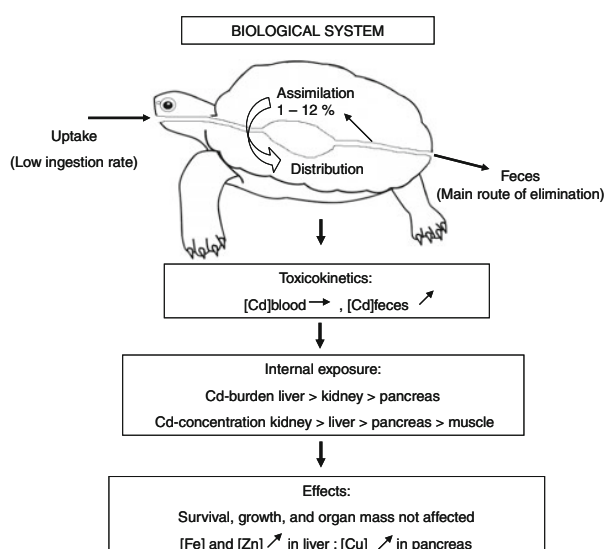 BIOLOGICAL SYSTEM
Assimilation
1 – 12 %
Uptake
(Low ingestion rate)
Distribution
Feces
(Main route of elimination)
Toxicokinetics:
[Cd]blood → , [Cd]feces ↗
Internal exposure:
Cd-burden liver > kidney > pancreas
Cd-concentration kidney > liver > pancreas > muscle
Effects:
Survival, growth, and organ mass not affected
[Fe] and [Zn] ↗ in liver ; [Cu] ↗ in pancreas